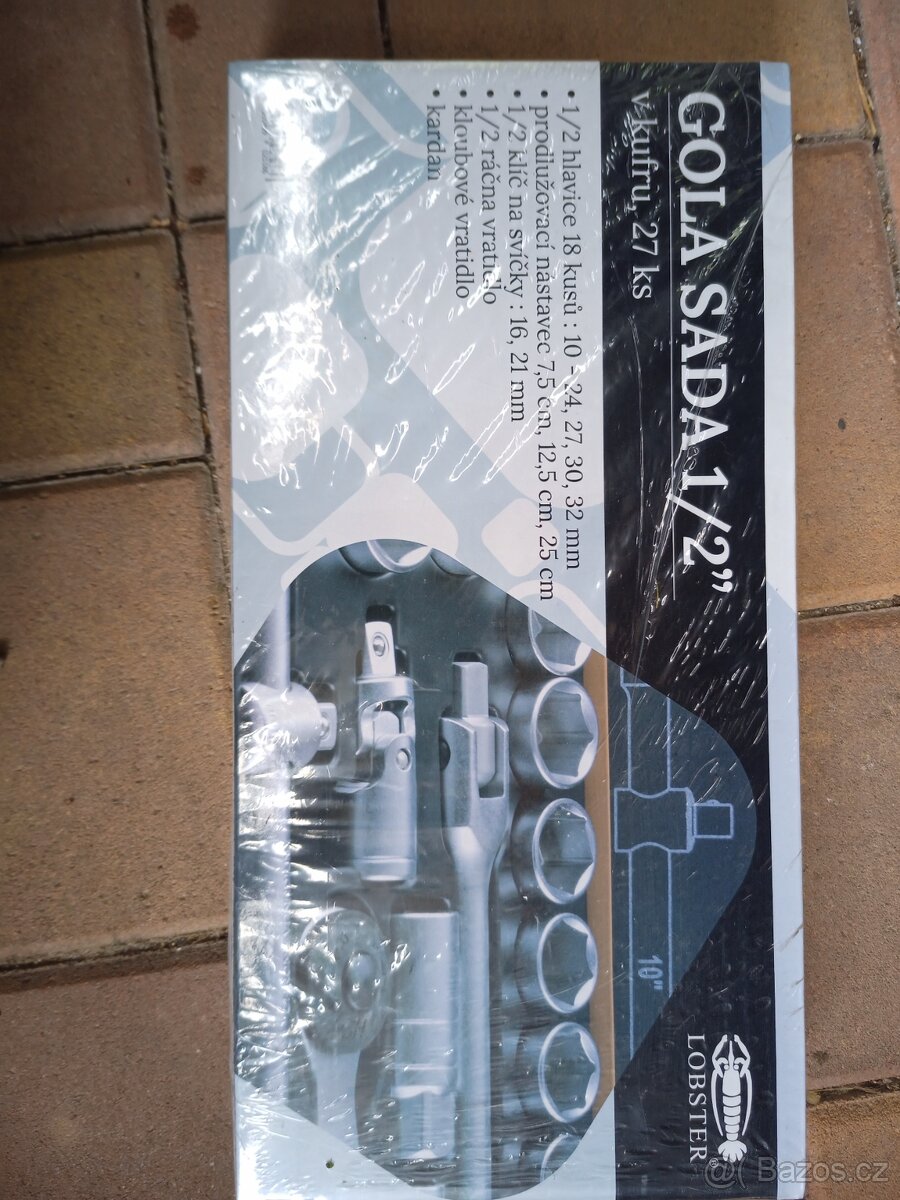 GOLA SADA 1/2”
v kufru, 27 ks
• 1/2 hlavice 18 kusů : 10 - 24, 27, 30, 32 mm
• prodlužovací nástavec 7,5 cm, 12,5 cm, 25 cm
• 1/2 klíč na svíčky : 16, 21 mm
• 1/2 ráčna vratidlo
• kloubové vratidlo
• kardan
10"
LOBSTER
@ Bazos.cz